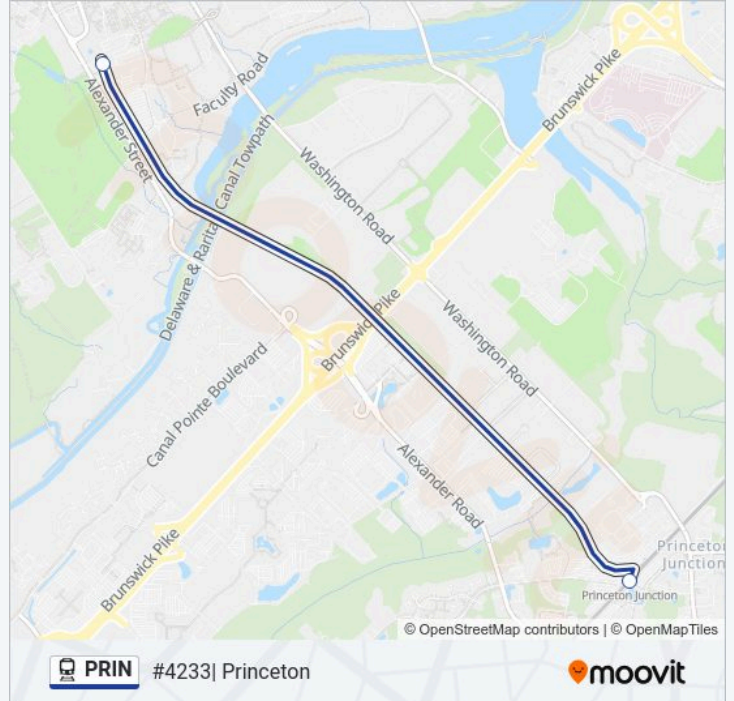 Faculty Road
Alexander Street
Brunswick Pike
Washington Road
Delaware & Raritan Canal Towpath
Brunswick Pike
Washington Road
Canal Pointe Boulevard
Alexander Road
Brunswick Pike
Princeton
Junction
Princeton Junction
© OpenStreetMap contributors | © OpenMapTiles
PRIN #4233| Princeton
moovit